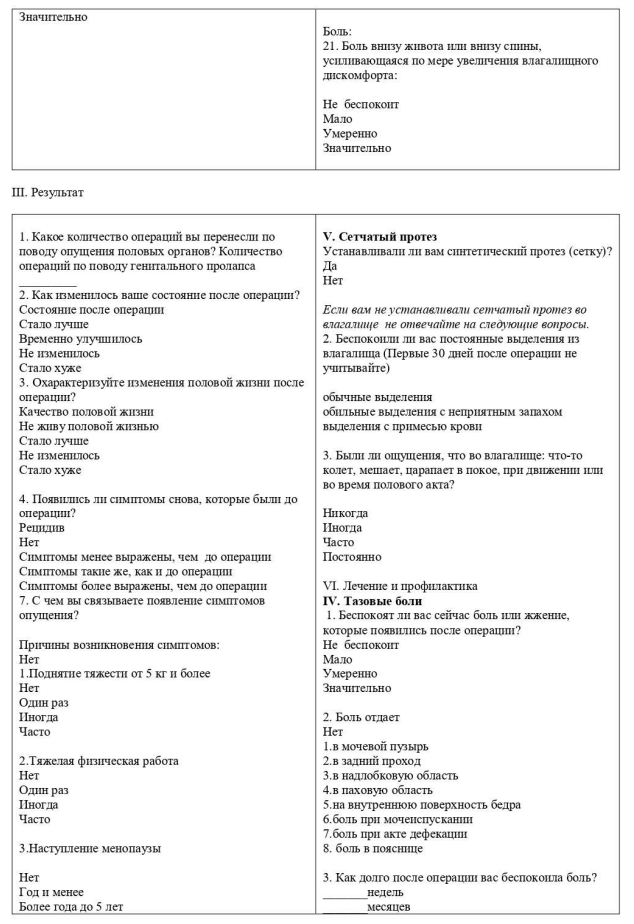 Значительно
Боль:
21. Боль внизу живота или внизу спины,
усиливающаяся по мере увеличения влагалищного
дискомфорта:
Не беспокоит
Мало
Умеренно
Значительно
III. Результат
1. Какое количество операций вы перенесли по
поводу опущения половых органов? Количество
операций по поводу генитального пролапса
__________
2. Как изменилось ваше состояние после операции?
Состояние после операции
Стало лучше
Временно улучшилось
Не изменилось
Стало хуже
3. Охарактеризуйте изменения половой жизни после
операции?
Качество половой жизни
Не живу половой жизнью
Стало лучше
Не изменилось
Стало хуже
4. Появились ли симптомы снова, которые были до
операции?
Рецидив
Нет
Симптомы менее выражены, чем до операции
Симптомы такие же, как и до операции
Симптомы более выражены, чем до операции
7. С чем вы связываете появление симптомов
опущения?
Причины возникновения симптомов:
Нет
1.Поднятие тяжести от 5 кг и более
Нет
Один раз
Иногда
Часто
2.Тяжелая физическая работа
Нет
Один раз
Иногда
Часто
3.Наступление менопаузы
Нет
Год и менее
Более года до 5 лет
V. Сетчатый протез
Устанавливали ли вам синтетический протез (сетку)?
Да
Нет
Если вам не устанавливали сетчатый протез во
влагалище не отвечайте на следующие вопросы.
2. Беспокоили ли вас постоянные выделения из
влагалища (Первые 30 дней после операции не
учитывайте)
обычные выделения
обильные выделения с неприятным запахом
выделения с примесью крови
3. Были ли ощущения, что во влагалище: что-то
колет, мешает, царапает в покое, при движении или
во время полового акта?
Никогда
Иногда
Часто
Постоянно
VI. Лечение и профилактика
IV. Тазовые боли
1. Беспокоят ли вас сейчас боль или жжение,
которые появились после операции?
Не беспокоит
Мало
Умеренно
Значительно
2. Боль отдает
Нет
1.в мочевой пузырь
2.в задний проход
3.в надлобковую область
4.в паховую область
5.на внутреннюю поверхность бедра
6.боль при мочеиспускании
7.боль при акте дефекации
8. боль в пояснице
3. Как долго после операции вас беспокоила боль?
________недель
________месяцев